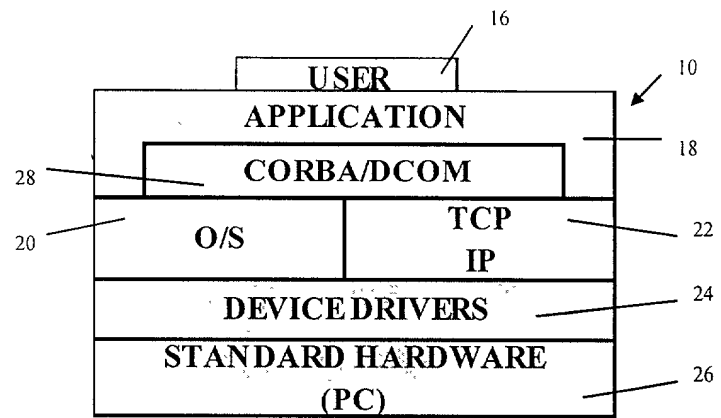 16
USER
10
APPLICATION
18
28
CORBA/DCOM
20
O/S
TCP
IP
22
DEVICE DRIVERS
24
STANDARD HARDWARE
(PC)
26